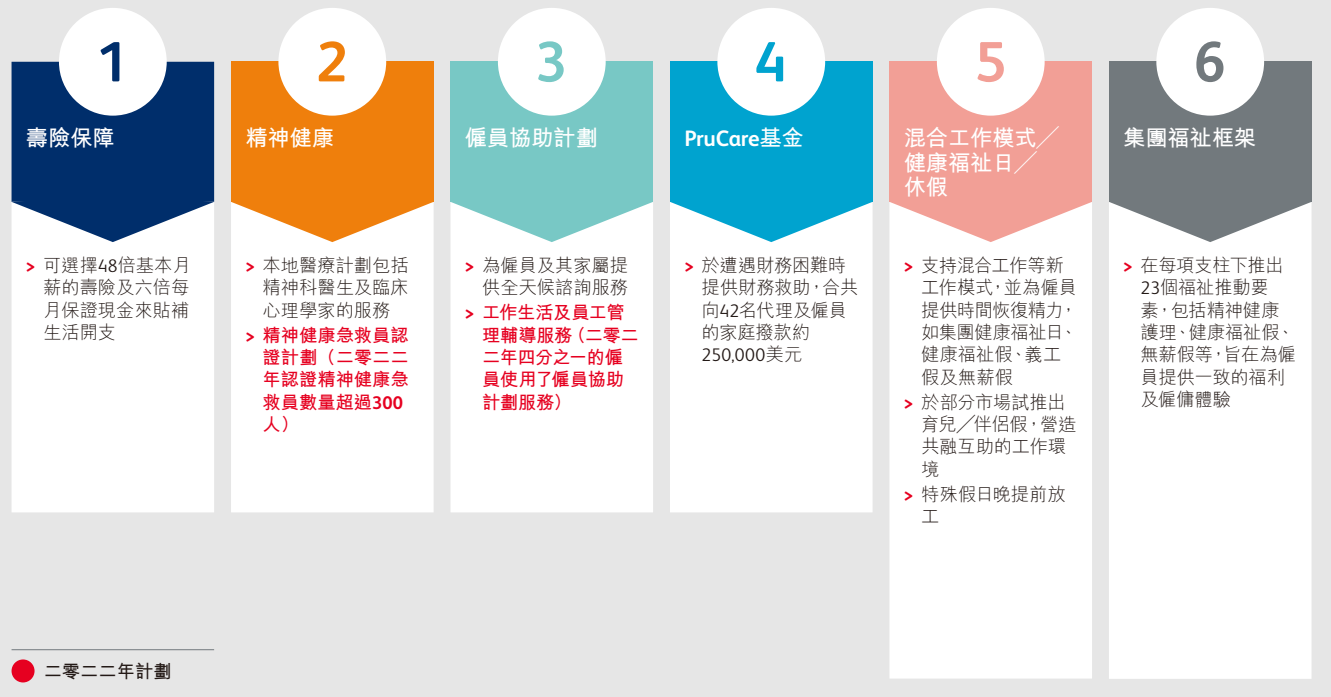 1
壽險保障
> 可選擇48倍基本月
薪的壽險及六倍每
月保證現金來貼補
生活開支
2
精神健康
> 本地醫療計劃包括
精神科醫生及臨床
心理學家的服務
> 精神健康急救員認
證計劃（二零二二
年認證精神健康急
救員數量超過300
人）
3
僱員協助計劃
> 為僱員及其家屬提
供全天候諮詢服務
> 工作生活及員工管
理輔導服務（二零二
二年四分之一的僱
員使用了僱員協助
計劃服務）
4
PruCare基金
> 於遭遇財務困難時
提供財務救助，合共
向42名代理及僱員
的家庭撥款約
250,000美元
5
混合工作模式╱
健康福祉日╱
休假
> 支持混合工作等新
工作模式，並為僱員
提供時間恢復精力，
如集團健康福祉日、
健康福祉假、義工
假及無薪假
> 於部分市場試推出
育兒╱伴侶假，營造
共融互助的工作環
境
> 特殊假日晚提前放
工
6
集團福祉框架
> 在每項支柱下推出
23個福祉推動要
素，包括精神健康
護理、健康福祉假、
無薪假等，旨在為僱
員提供一致的福利
及僱傭體驗
二零二二年計劃